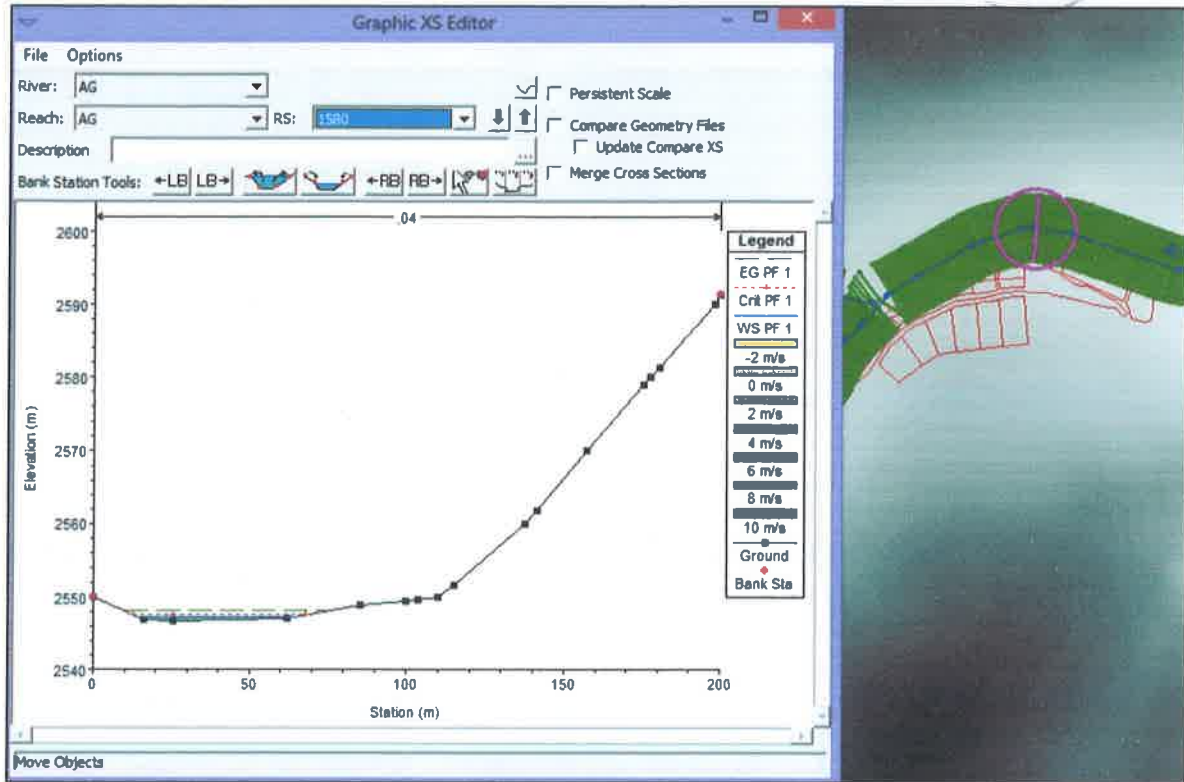 Graphic XS Editor
File Options
River: AG
Persistent Scale
Reach: AG RS: 1580
Compare Geometry Files
Update Compare XS
Description ...
Merge Cross Sections
Bank Station Tools: ←LB LB→ ←RB RB→
.04
2600
2590
2580
2570
2560
2550
2540
Elevation (m)
0 50 100 150 200
Station (m)
Legend
EG PF 1
Crit PF 1
WS PF 1
-2 m/s
0 m/s
2 m/s
4 m/s
6 m/s
8 m/s
10 m/s
Ground
Bank Sta
Move Objects